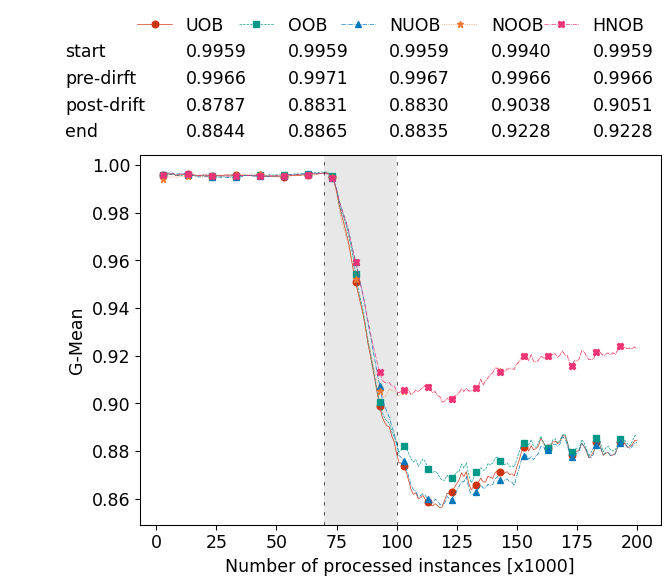 UOB OOB NUOB NOOB HNOB
start 0.9959 0.9959 0.9959 0.9940 0.9959
pre-dirft 0.9966 0.9971 0.9967 0.9966 0.9966
post-drift 0.8787 0.8831 0.8830 0.9038 0.9051
end 0.8844 0.8865 0.8835 0.9228 0.9228
1.00
0.98
0.96
0.94
0.92
0.90
0.88
0.86
G-Mean
0 25 50 75 100 125 150 175 200
Number of processed instances [x1000]